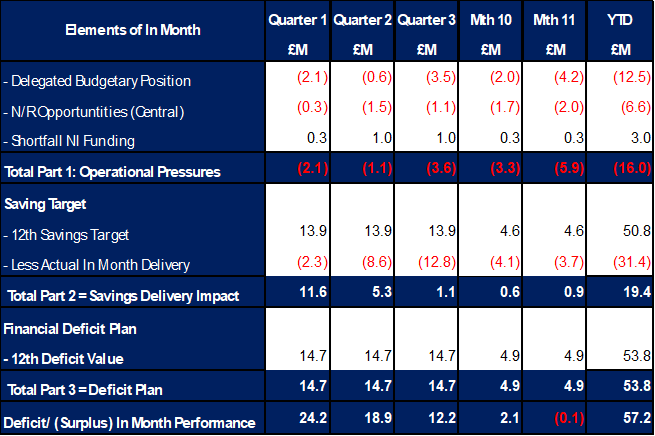 Elements of In Month Quarter 1 Quarter 2 Quarter 3 Mth 10 Mth 11 YTD
£M £M £M £M £M £M
- Delegated Budgetary Position (2.1) (0.6) (3.5) (2.0) (4.2) (12.5)
- N/R Opportuntities (Central) (0.3) (1.5) (1.1) (1.7) (2.0) (6.6)
- Shortfall NI Funding 0.3 1.0 1.0 0.3 0.3 3.0
Total Part 1: Operational Pressures (2.1) (1.1) (3.6) (3.3) (5.9) (16.0)
Saving Target
- 12th Savings Target 13.9 13.9 13.9 4.6 4.6 50.8
- Less Actual In Month Delivery (2.3) (8.6) (12.8) (4.1) (3.7) (31.4)
Total Part 2 = Savings Delivery Impact 11.6 5.3 1.1 0.6 0.9 19.4
Financial Deficit Plan
- 12th Deficit Value 14.7 14.7 14.7 4.9 4.9 53.8
Total Part 3 = Deficit Plan 14.7 14.7 14.7 4.9 4.9 53.8
Deficit/ (Surplus) In Month Performance 24.2 18.9 12.2 2.1 (0.1) 57.2